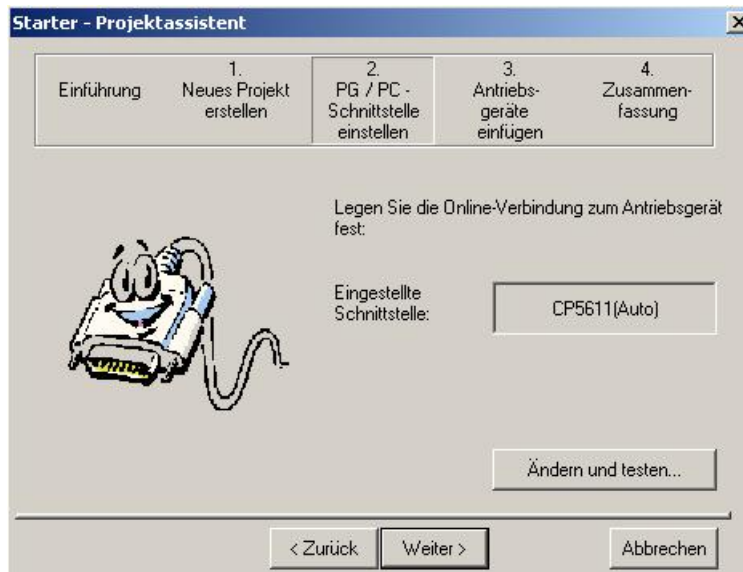 Starter - Projektassistent
Einführung
1.
Neues Projekt
erstellen
2.
PG / PC -
Schnittstelle
einstellen
3.
Antriebs-
geräte
einfügen
4.
Zusammen-
fassung
Legen Sie die Online-Verbindung zum Antriebsgerät
fest:
Eingestellte
Schnittstelle:
CP5611(Auto)
Ändern und testen...
< Zurück
Weiter >
Abbrechen